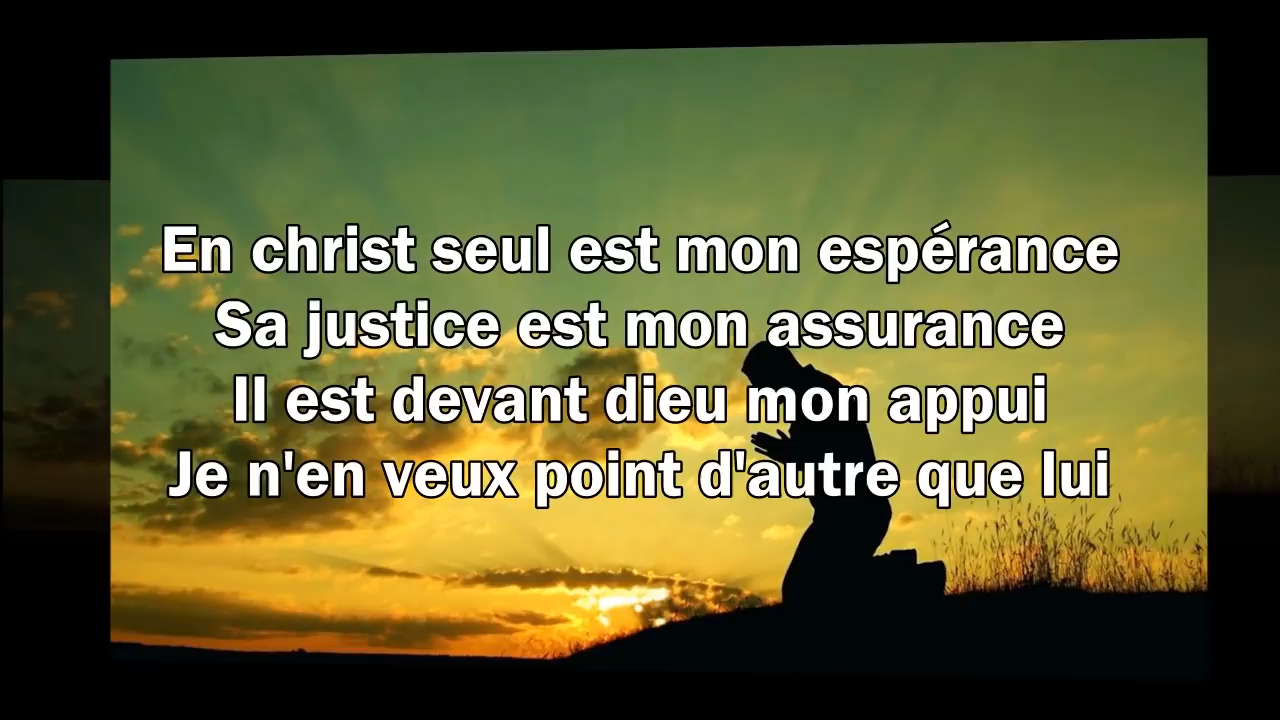 En christ seul est mon espérance
Sa justice est mon assurance
Il est devant dieu mon appui
Je n'en veux point d'autre que lui